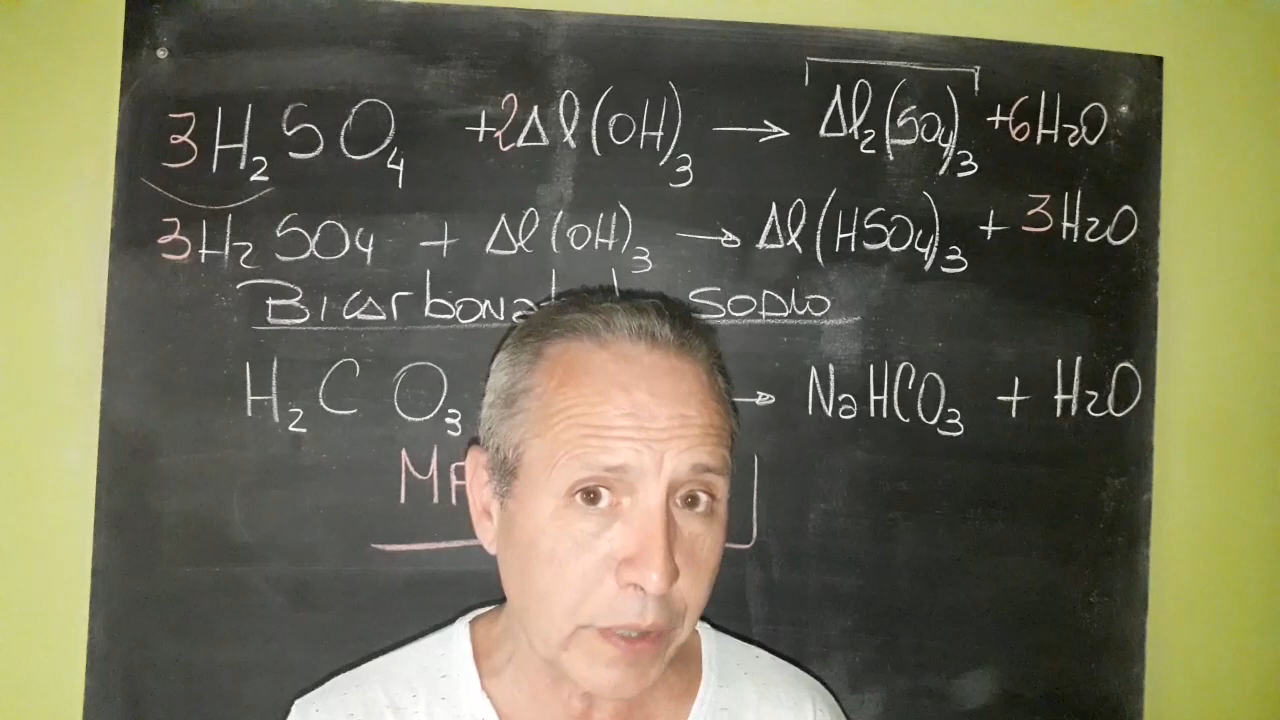 3H₂SO₄ + 2Al(OH)₃ → Al₂(SO₄)₃ + 6H₂O
3H₂SO₄ + Al(OH)₃ → Al(HSO₄)₃ + 3H₂O
SODIO
H₂CO₃ → NaHCO₃ + H₂O